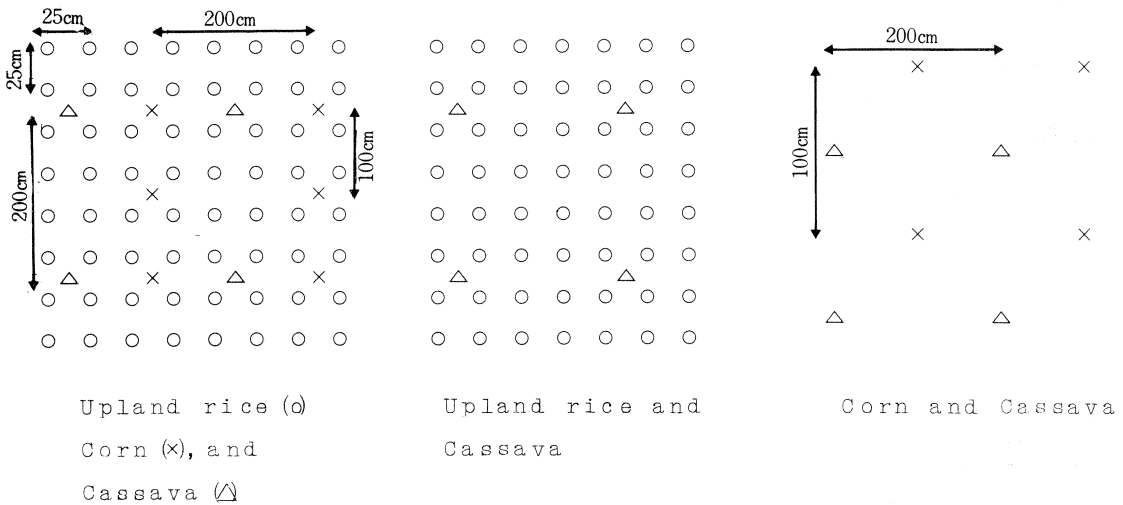 25cm
200cm
25cm
200cm
100cm
Upland rice (o)
Corn (×), and
Cassava (△)
Upland rice and
Cassava
200cm
100cm
Corn and Cassava